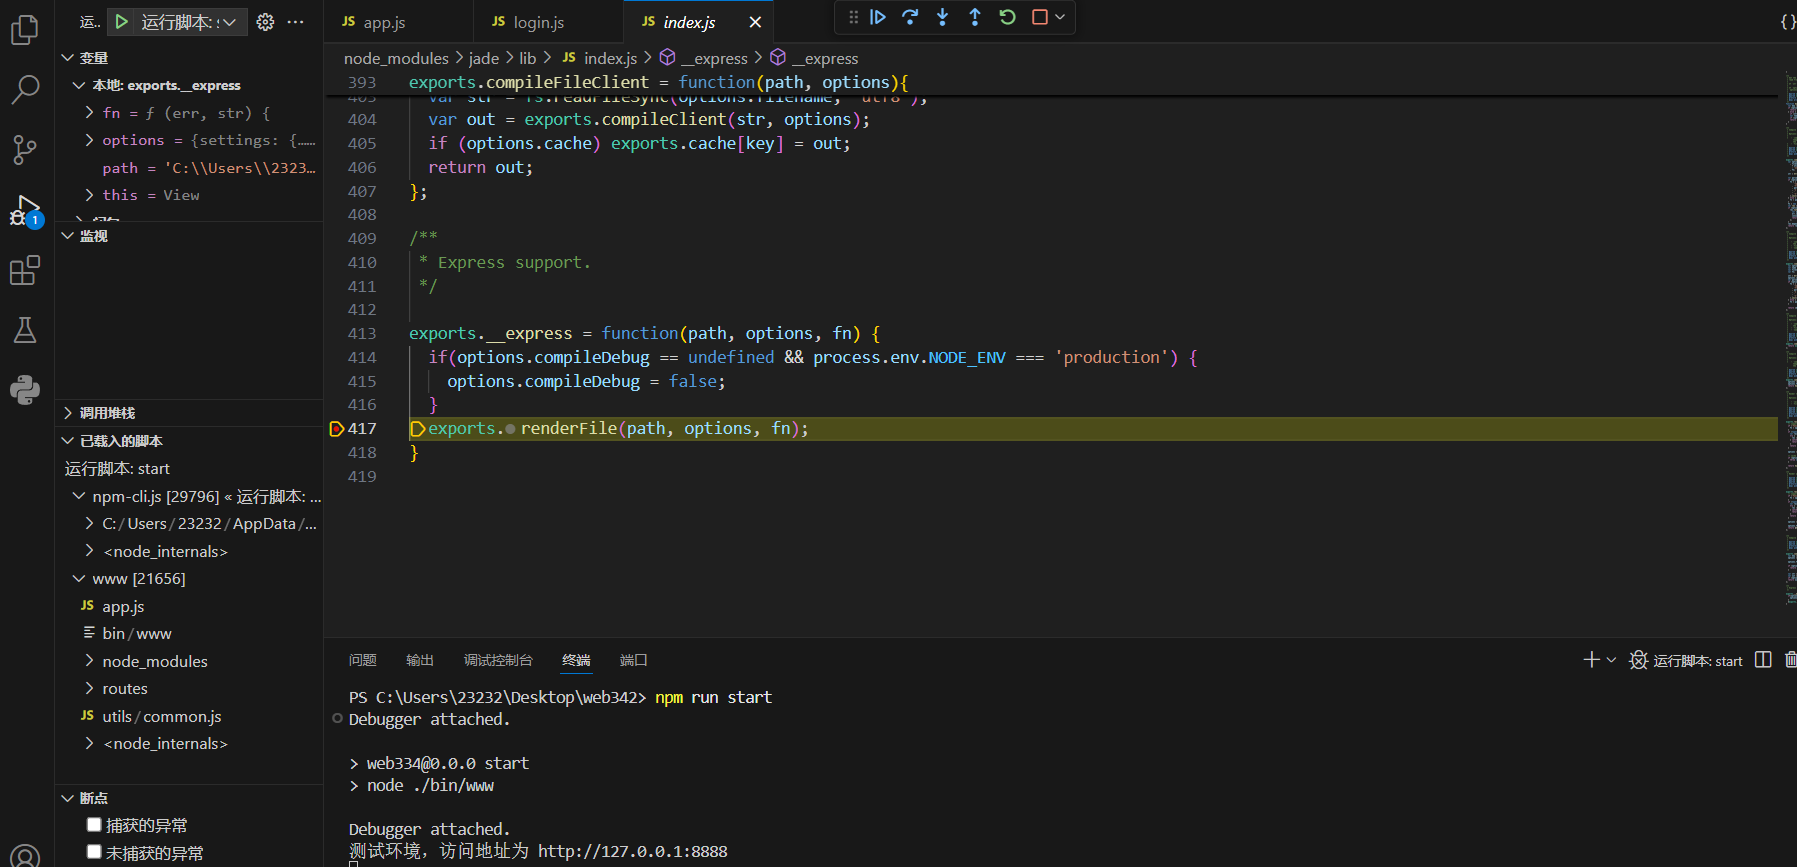 运..
运行脚本: s
变量
本地: exports.__express
fn = ƒ (err, str) {
options = {settings: {……
path = 'C:\\Users\\2323…
this = View
监视
调用堆栈
已载入的脚本
运行脚本: start
npm-cli.js [29796] « 运行脚本: ...
C:/Users/23232/AppData/...
<node_internals>
www [21656]
JS app.js
bin/www
node_modules
routes
JS utils/common.js
<node_internals>
断点
捕获的异常
未捕获的异常
1
JS app.js
JS login.js
JS index.js
{}
node_modules > jade > lib > JS index.js > __express > __express
393 exports.compileFileClient = function(path, options){
403 var str = fs.readFileSync(options.filename, 'utf8');
404 var out = exports.compileClient(str, options);
405 if (options.cache) exports.cache[key] = out;
406 return out;
407 };
408
409 /**
410 * Express support.
411 */
412
413 exports.__express = function(path, options, fn) {
414 if(options.compileDebug == undefined && process.env.NODE_ENV === 'production') {
415 options.compileDebug = false;
416 }
417 exports.renderFile(path, options, fn);
418 }
419
问题 输出 调试控制台 终端 端口
运行脚本: start
PS C:\Users\23232\Desktop\web342> npm run start
Debugger attached.
> web334@0.0.0 start
> node ./bin/www
Debugger attached.
测试环境，访问地址为 http://127.0.0.1:8888